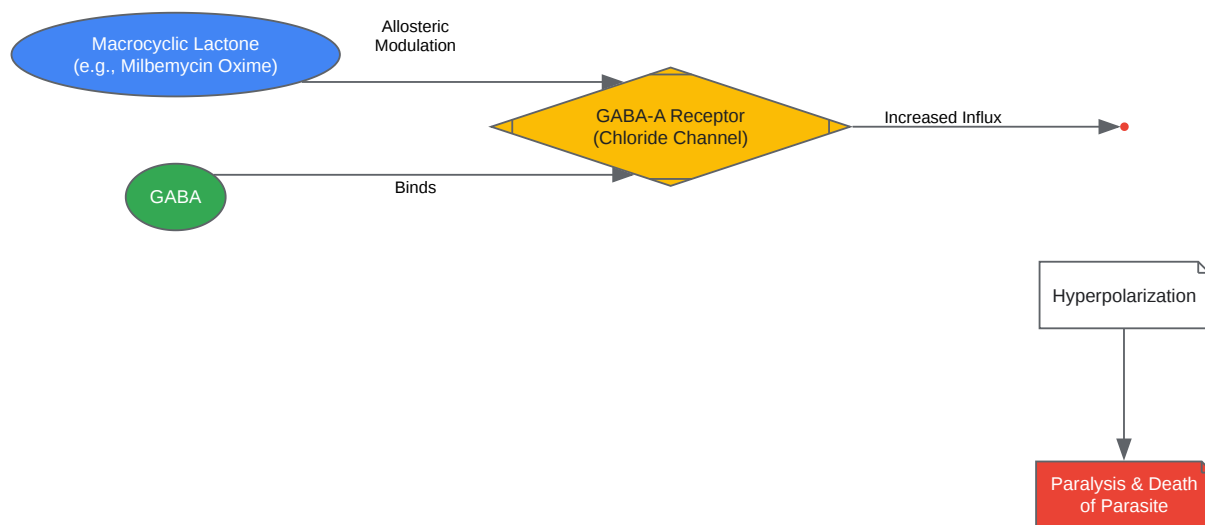 Allosteric
Modulation
Macrocyclic Lactone
(e.g., Milbemycin Oxime)
GABA-A Receptor
(Chloride Channel)
Increased Influx
Binds
GABA
Hyperpolarization
Paralysis & Death
of Parasite